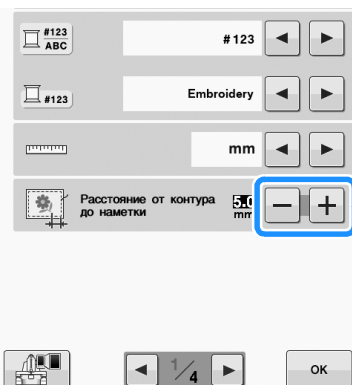 #123
ABC
#123
#123
Embroidery
mm
Расстояние от контура
до наметки
5.0
mm
1/4
OK